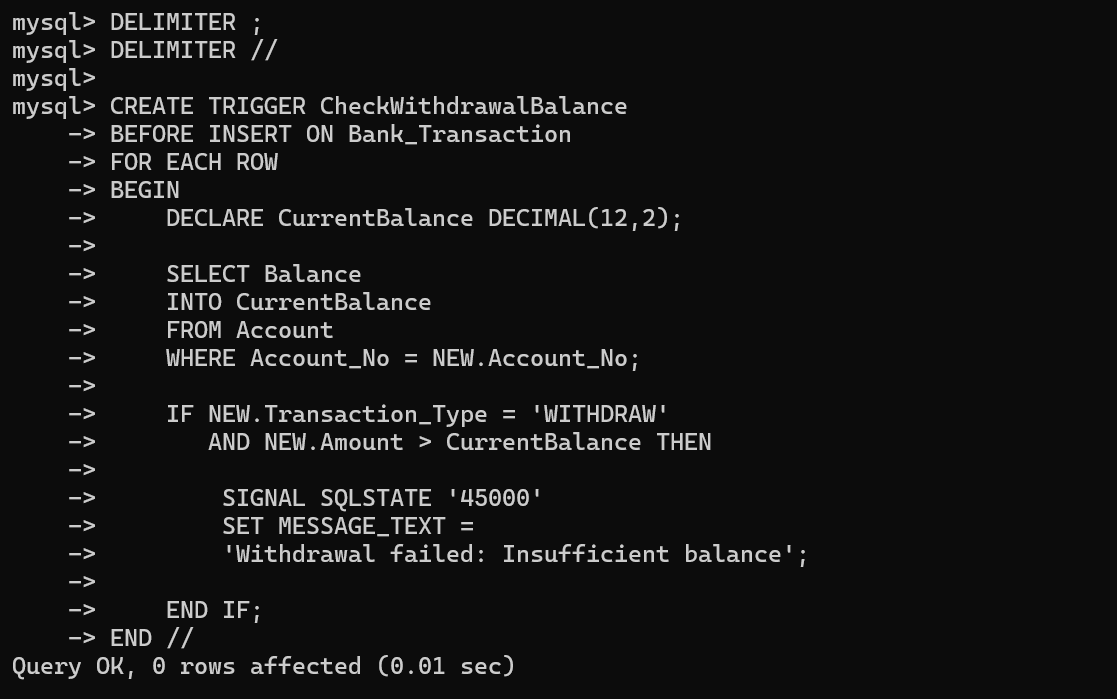 mysql> DELIMITER ;
mysql> DELIMITER //
mysql>
mysql> CREATE TRIGGER CheckWithdrawalBalance
    -> BEFORE INSERT ON Bank_Transaction
    -> FOR EACH ROW
    -> BEGIN
    ->     DECLARE CurrentBalance DECIMAL(12,2);
    ->
    ->     SELECT Balance
    ->     INTO CurrentBalance
    ->     FROM Account
    ->     WHERE Account_No = NEW.Account_No;
    ->
    ->     IF NEW.Transaction_Type = 'WITHDRAW'
    ->        AND NEW.Amount > CurrentBalance THEN
    ->
    ->         SIGNAL SQLSTATE '45000'
    ->         SET MESSAGE_TEXT =
    ->         'Withdrawal failed: Insufficient balance';
    ->
    ->     END IF;
    -> END //
Query OK, 0 rows affected (0.01 sec)